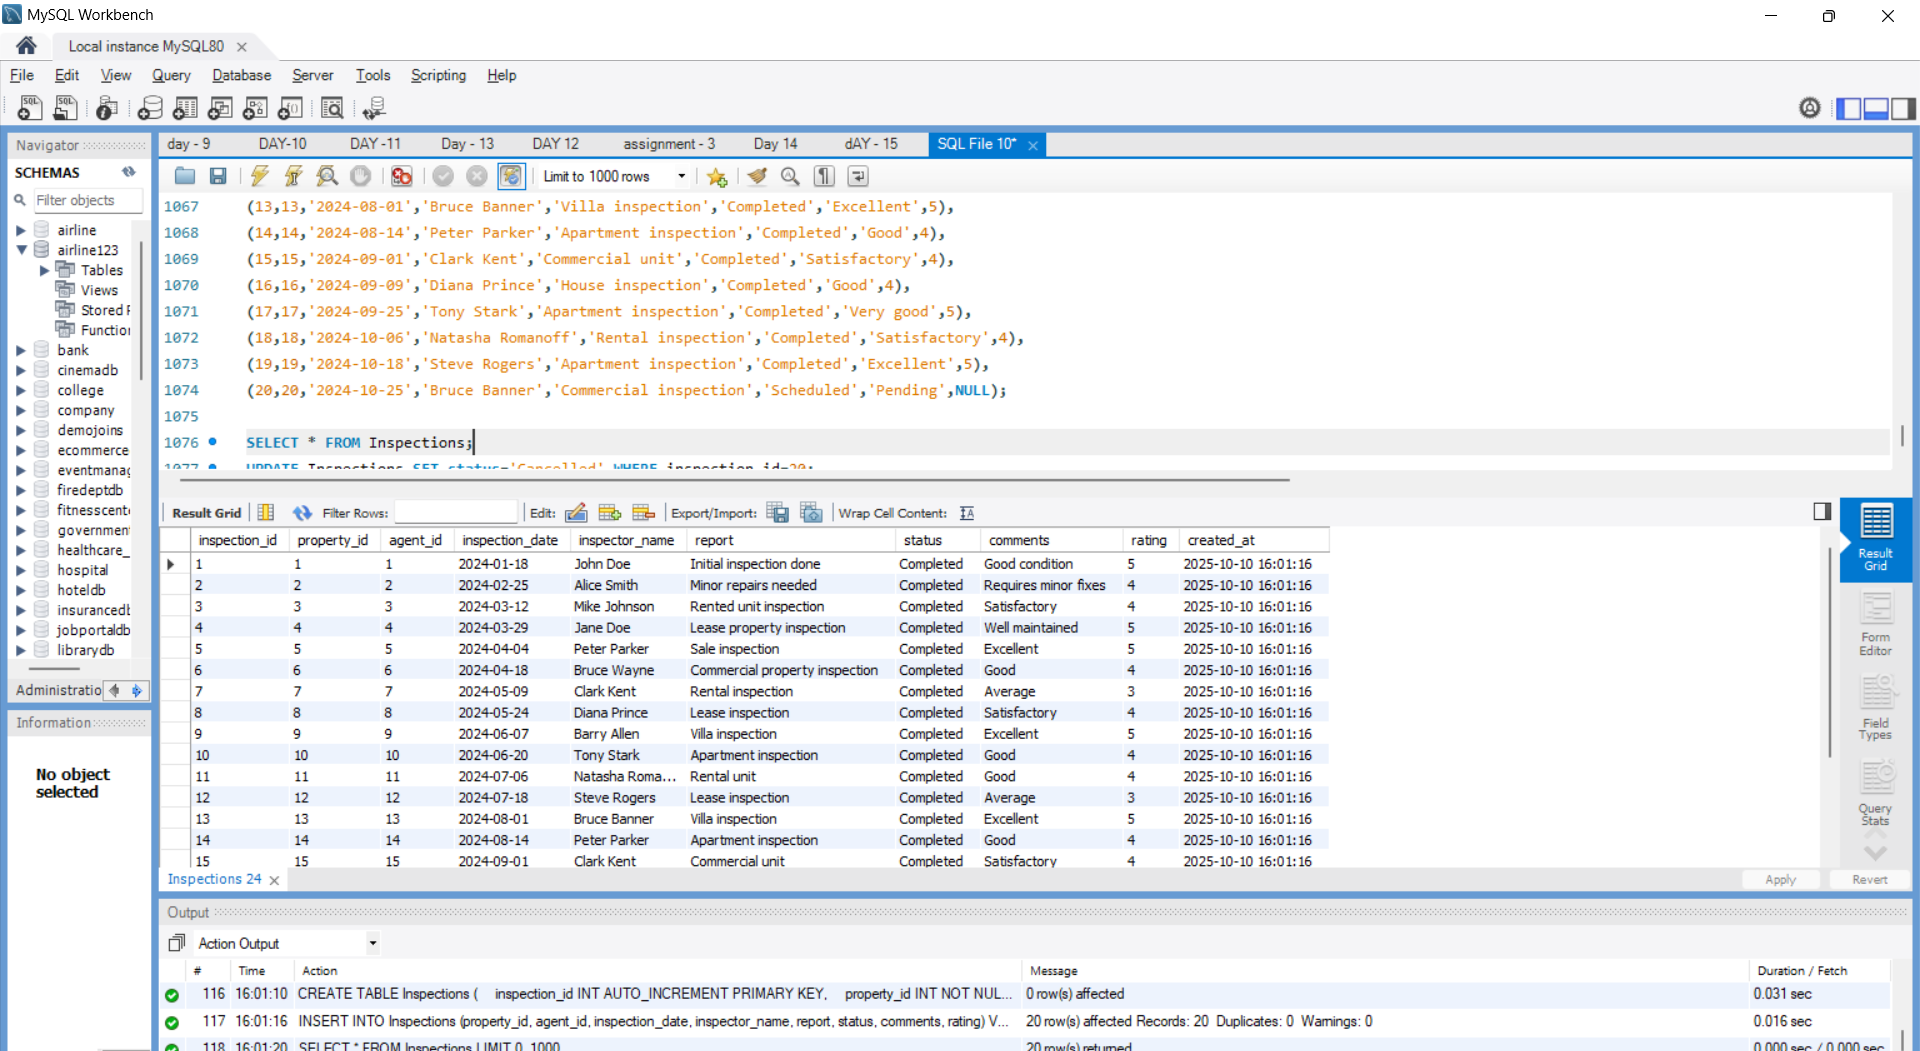 MySQL Workbench
Local instance MySQL80
File Edit View Query Database Server Tools Scripting Help
Navigator
SCHEMAS
Filter objects
airline
airline123
Tables
Views
Stored
Function
bank
cinemadb
college
company
demojoins
ecommerce
eventmanag
firedeptdb
fitnesscent
government
healthcare_
hospital
hoteldb
insurancedb
jobportaldb
librarydb
Administratio
Information
No object
selected
day - 9 DAY-10 DAY -11 Day - 13 DAY 12 assignment - 3 Day 14 dAY - 15 SQL File 10*
Limit to 1000 rows
1067 (13,13,'2024-08-01','Bruce Banner','Villa inspection','Completed','Excellent',5),
1068 (14,14,'2024-08-14','Peter Parker','Apartment inspection','Completed','Good',4),
1069 (15,15,'2024-09-01','Clark Kent','Commercial unit','Completed','Satisfactory',4),
1070 (16,16,'2024-09-09','Diana Prince','House inspection','Completed','Good',4),
1071 (17,17,'2024-09-25','Tony Stark','Apartment inspection','Completed','Very good',5),
1072 (18,18,'2024-10-06','Natasha Romanoff','Rental inspection','Completed','Satisfactory',4),
1073 (19,19,'2024-10-18','Steve Rogers','Apartment inspection','Completed','Excellent',5),
1074 (20,20,'2024-10-25','Bruce Banner','Commercial inspection','Scheduled','Pending',NULL);
1075
1076 SELECT * FROM Inspections;
1077 UPDATE Inspections SET status='Cancelled' WHERE inspection_id=20;
Result Grid Filter Rows: Edit: Export/Import: Wrap Cell Content:
inspection_id property_id agent_id inspection_date inspector_name report status comments rating created_at
1 1 1 2024-01-18 John Doe Initial inspection done Completed Good condition 5 2025-10-10 16:01:16
2 2 2 2024-02-25 Alice Smith Minor repairs needed Completed Requires minor fixes 4 2025-10-10 16:01:16
3 3 3 2024-03-12 Mike Johnson Rented unit inspection Completed Satisfactory 4 2025-10-10 16:01:16
4 4 4 2024-03-29 Jane Doe Lease property inspection Completed Well maintained 5 2025-10-10 16:01:16
5 5 5 2024-04-04 Peter Parker Sale inspection Completed Excellent 5 2025-10-10 16:01:16
6 6 6 2024-04-18 Bruce Wayne Commercial property inspection Completed Good 4 2025-10-10 16:01:16
7 7 7 2024-05-09 Clark Kent Rental inspection Completed Average 3 2025-10-10 16:01:16
8 8 8 2024-05-24 Diana Prince Lease inspection Completed Satisfactory 4 2025-10-10 16:01:16
9 9 9 2024-06-07 Barry Allen Villa inspection Completed Excellent 5 2025-10-10 16:01:16
10 10 10 2024-06-20 Tony Stark Apartment inspection Completed Good 4 2025-10-10 16:01:16
11 11 11 2024-07-06 Natasha Roma... Rental unit Completed Good 4 2025-10-10 16:01:16
12 12 12 2024-07-18 Steve Rogers Lease inspection Completed Average 3 2025-10-10 16:01:16
13 13 13 2024-08-01 Bruce Banner Villa inspection Completed Excellent 5 2025-10-10 16:01:16
14 14 14 2024-08-14 Peter Parker Apartment inspection Completed Good 4 2025-10-10 16:01:16
15 15 15 2024-09-01 Clark Kent Commercial unit Completed Satisfactory 4 2025-10-10 16:01:16
Result
Grid
Form
Editor
Field
Types
Query
Stats
Inspections 24
Apply Revert
Output
Action Output
# Time Action Message Duration / Fetch
116 16:01:10 CREATE TABLE Inspections ( inspection_id INT AUTO_INCREMENT PRIMARY KEY, property_id INT NOT NUL... 0 row(s) affected 0.031 sec
117 16:01:16 INSERT INTO Inspections (property_id, agent_id, inspection_date, inspector_name, report, status, comments, rating) V... 20 row(s) affected Records: 20 Duplicates: 0 Warnings: 0 0.016 sec
118 16:01:20 SELECT * FROM Inspections LIMIT 0, 1000 20 row(s) returned 0.000 sec / 0.000 sec